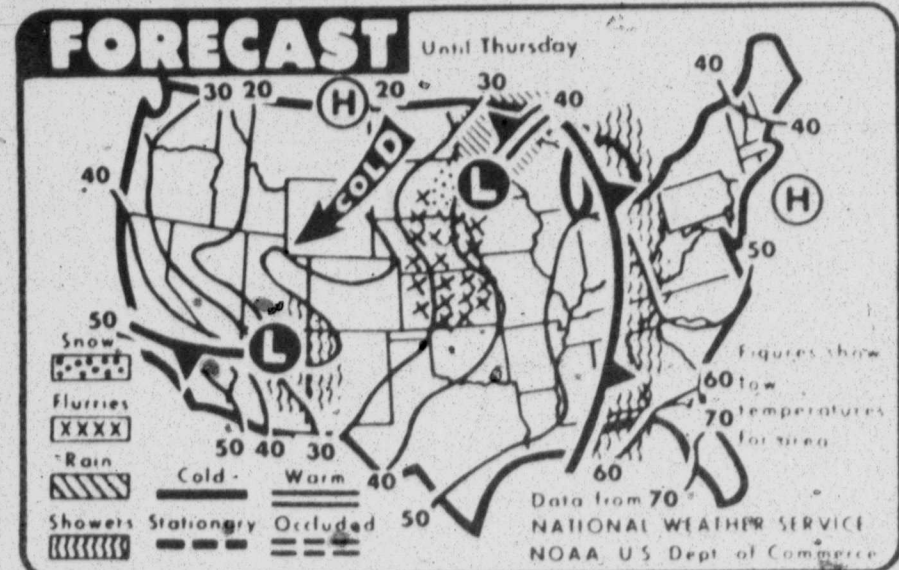 FORECAST
Until Thursday
30 20 H 20 30 40 40
40
COLD
40
L
H
50
50
L
Snow
Flurries
XXXX
Rain
Showers
Cold
Warm
Stationary
Occluded
50 40 30
40
50
60
70
60
70
Figures show
low
temperatures
for area
Data from
NATIONAL WEATHER SERVICE
NOAA US Dept of Commerce